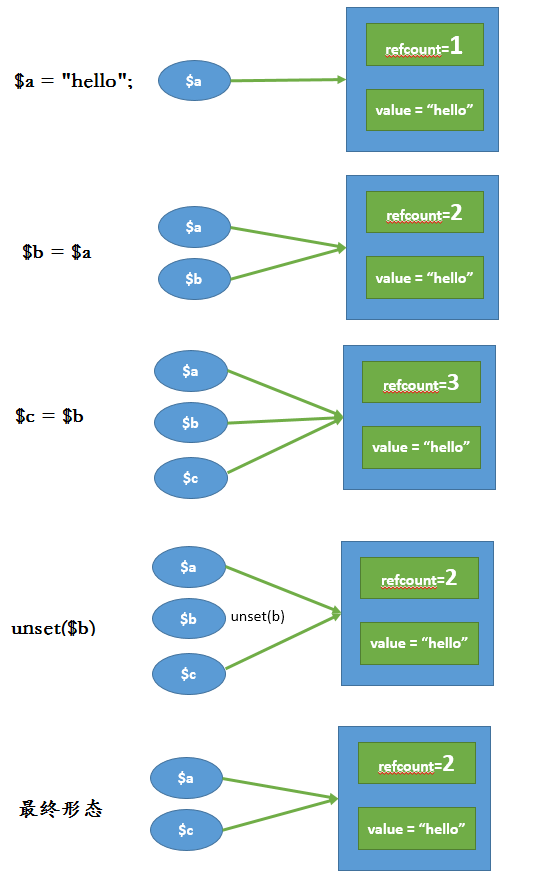 $a = "hello";
$a
refcount=1
value = “hello”
$b = $a
$a
$b
refcount=2
value = “hello”
$c = $b
$a
$b
$c
refcount=3
value = “hello”
unset($b)
$a
$b
unset(b)
$c
refcount=2
value = “hello”
最终形态
$a
$c
refcount=2
value = “hello”